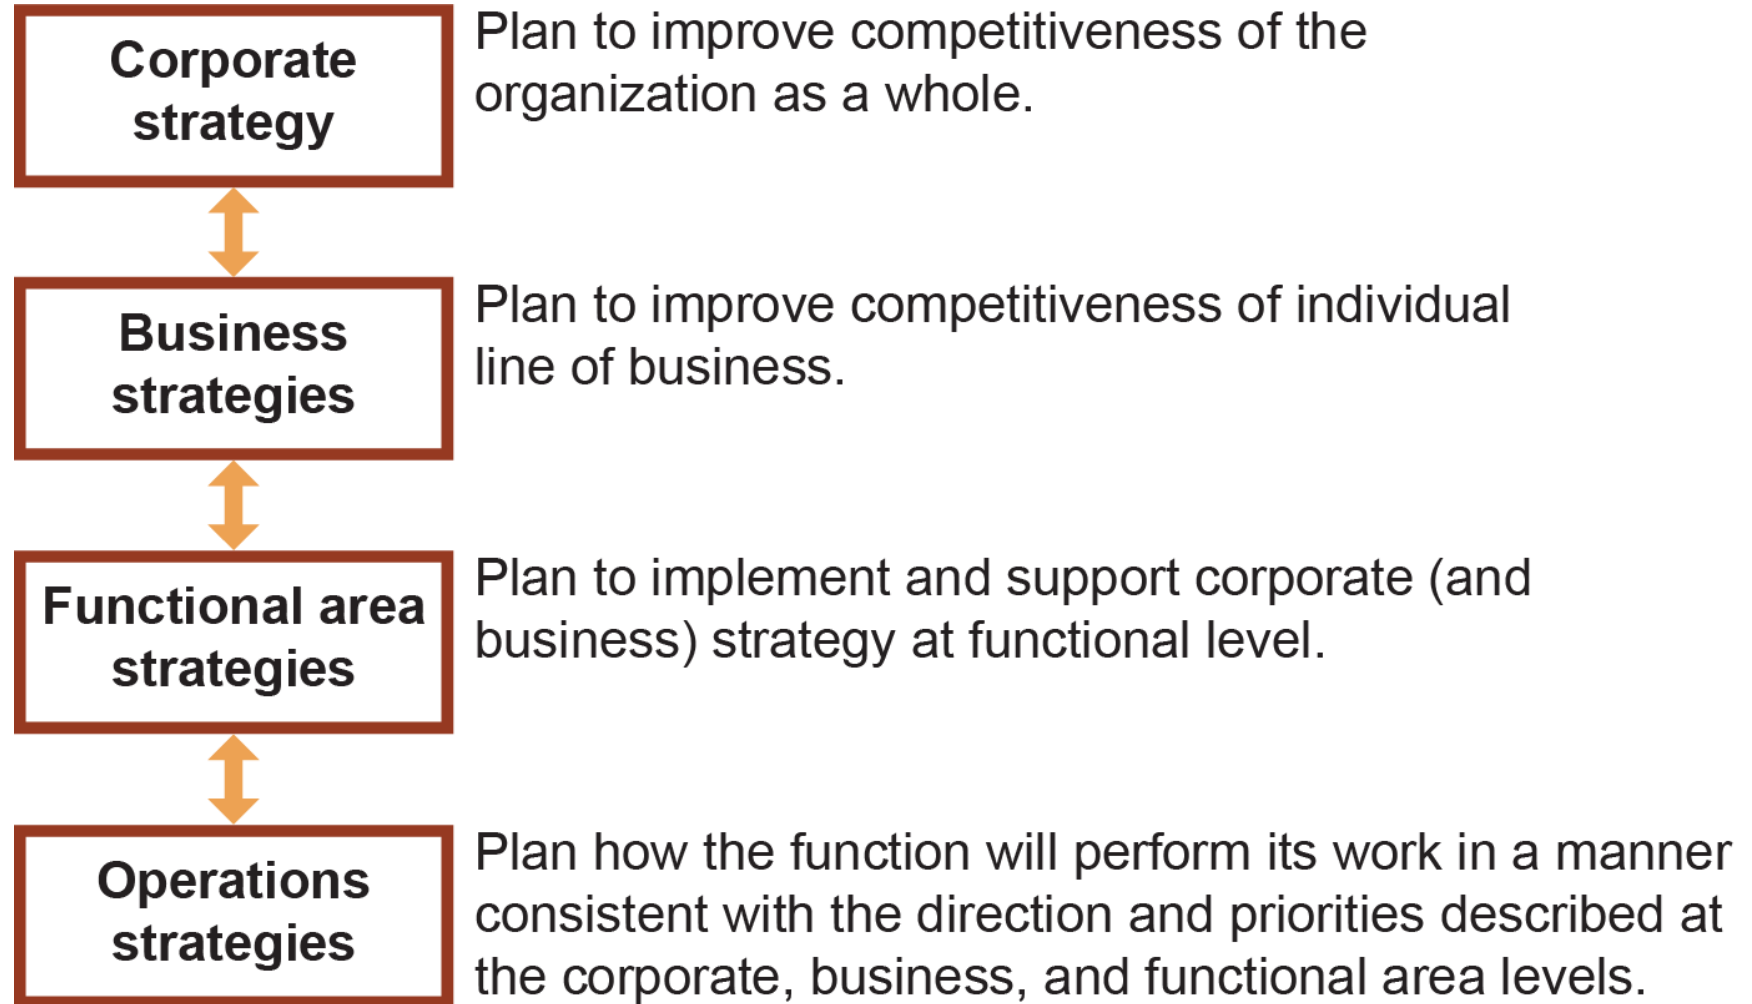 Corporate
strategy
Plan to improve competitiveness of the
organization as a whole.
Business
strategies
Plan to improve competitiveness of individual
line of business.
Functional area
strategies
Plan to implement and support corporate (and
business) strategy at functional level.
Operations
strategies
Plan how the function will perform its work in a manner
consistent with the direction and priorities described at
the corporate, business, and functional area levels.